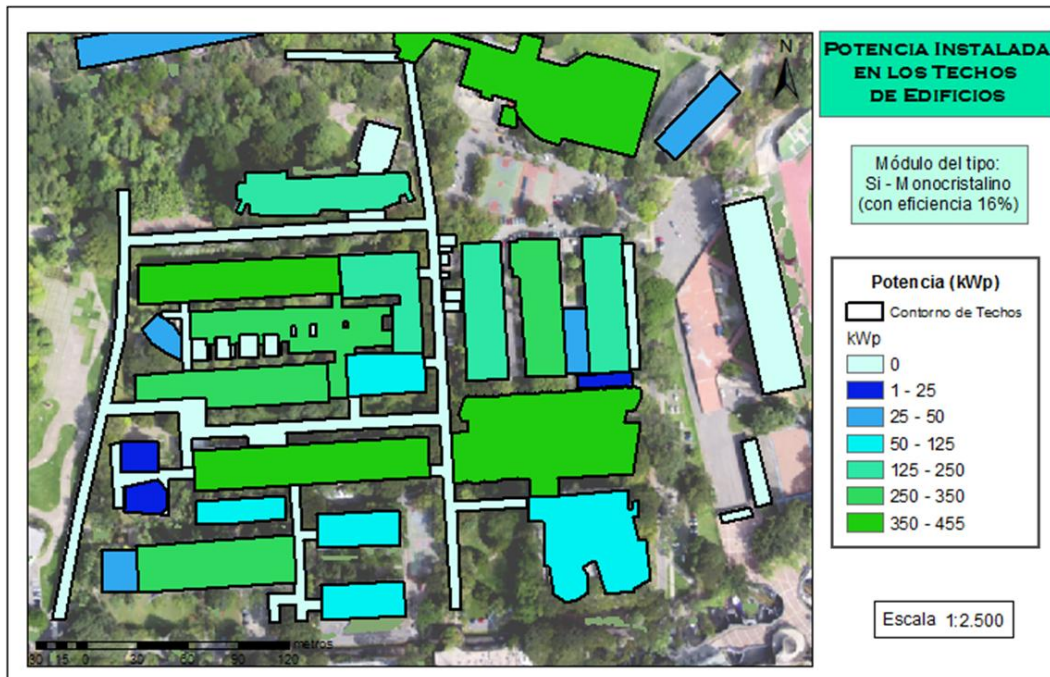 POTENCIA INSTALADA
EN LOS TECHOS
DE EDIFICIOS
N
Módulo del tipo:
Si - Monocristalino
(con eficiencia 16%)
Potencia (kWp)
Contorno de Techos
kWp
0
1 - 25
25 - 50
50 - 125
125 - 250
250 - 350
350 - 455
Escala 1:2.500
metros
30 15 0 30 60 90 120